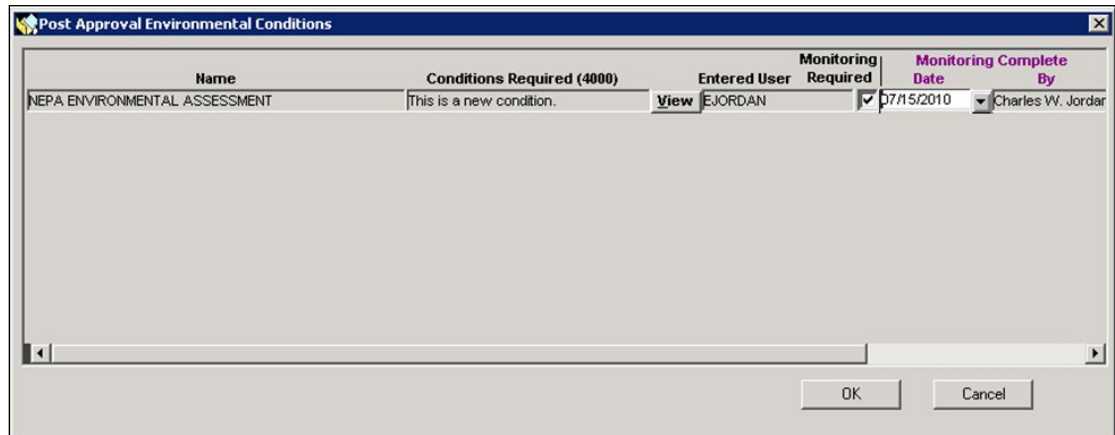 Post Approval Environmental Conditions
Monitoring Monitoring Complete
Name Conditions Required (4000) Entered User Required Date By
NEPA ENVIRONMENTAL ASSESSMENT This is a new condition. View EJORDAN 07/15/2010 Charles W. Jordan
OK Cancel